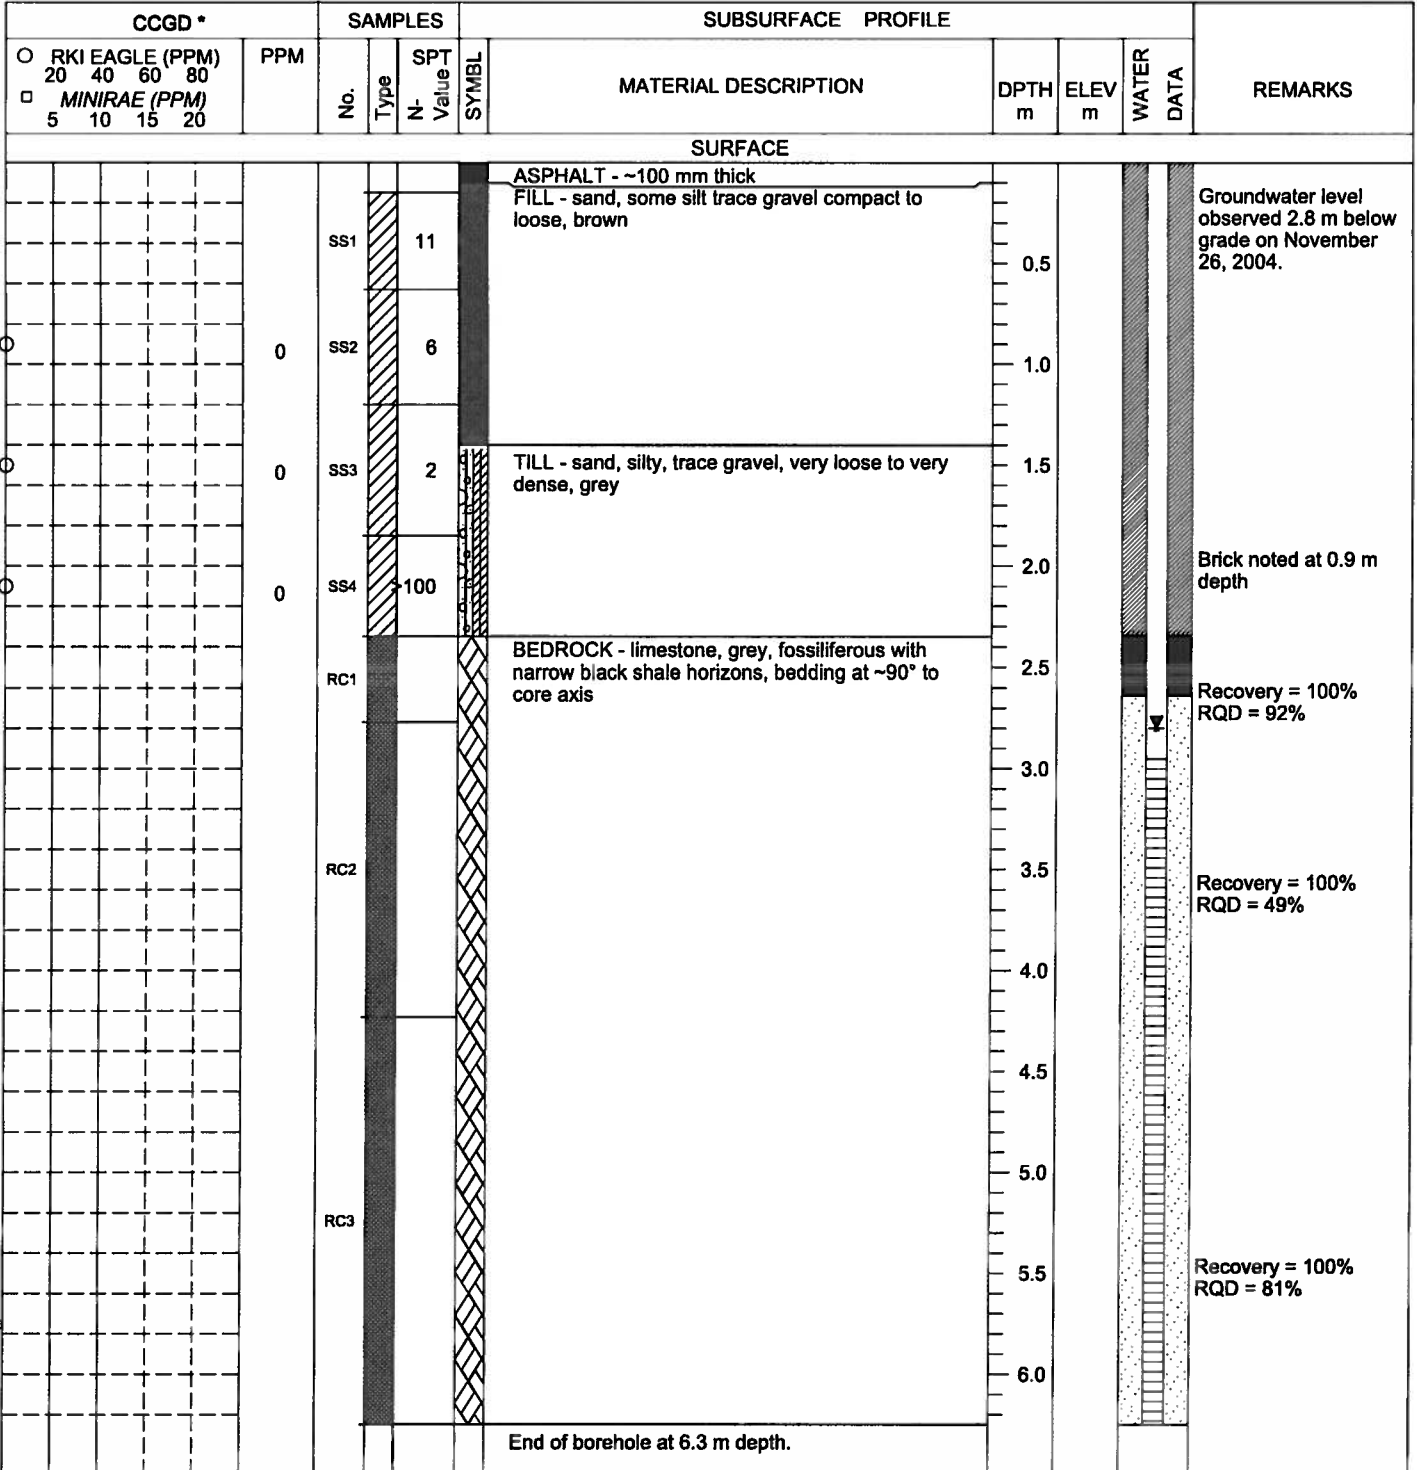 CCGD *
SAMPLES
SUBSURFACE PROFILE
RKI EAGLE (PPM)
20 40 60 80
MINIRAE (PPM)
5 10 15 20
PPM
No.
Type
SPT
N-
Value
SYMBL
MATERIAL DESCRIPTION
DPTH
m
ELEV
m
WATER
DATA
REMARKS
SURFACE
ASPHALT - ~100 mm thick
FILL - sand, some silt trace gravel compact to
loose, brown
Groundwater level
observed 2.8 m below
grade on November
26, 2004.
SS1 11
0.5
0 SS2 6
1.0
TILL - sand, silty, trace gravel, very loose to very
dense, grey
0 SS3 2
1.5
Brick noted at 0.9 m
depth
0 SS4 >100
2.0
BEDROCK - limestone, grey, fossiliferous with
narrow black shale horizons, bedding at ~90° to
core axis
RC1
2.5
Recovery = 100%
RQD = 92%
3.0
RC2
3.5
Recovery = 100%
RQD = 49%
4.0
4.5
5.0
RC3
5.5
Recovery = 100%
RQD = 81%
6.0
End of borehole at 6.3 m depth.